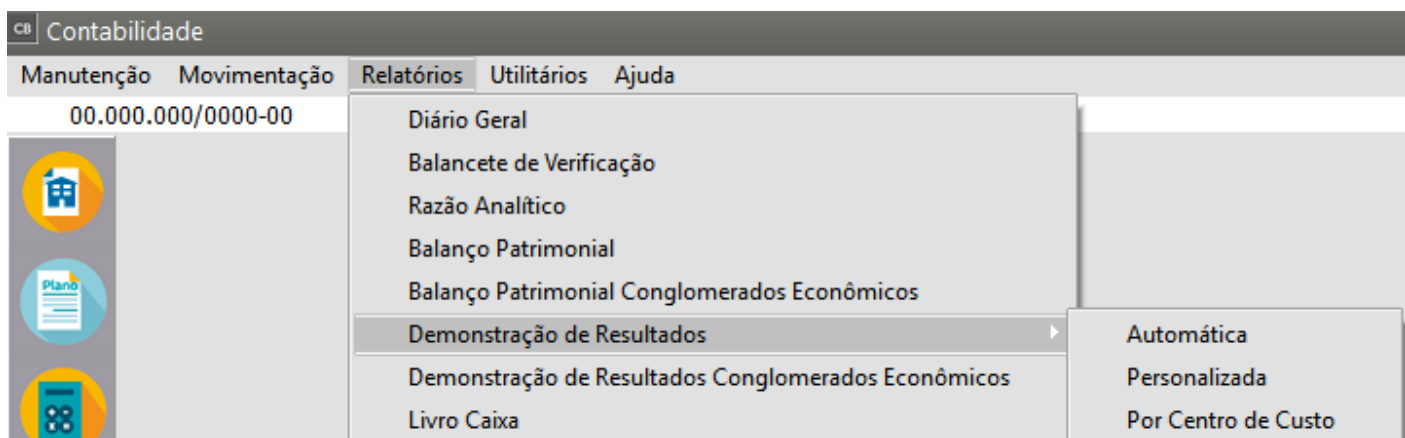 CB Contabilidade
Manutenção Movimentação Relatórios Utilitários Ajuda
00.000.000/0000-00
Diário Geral
Balancete de Verificação
Razão Analítico
Balanço Patrimonial
Plano
Balanço Patrimonial Conglomerados Econômicos
Demonstração de Resultados
Automática
Demonstração de Resultados Conglomerados Econômicos
Personalizada
Livro Caixa
Por Centro de Custo